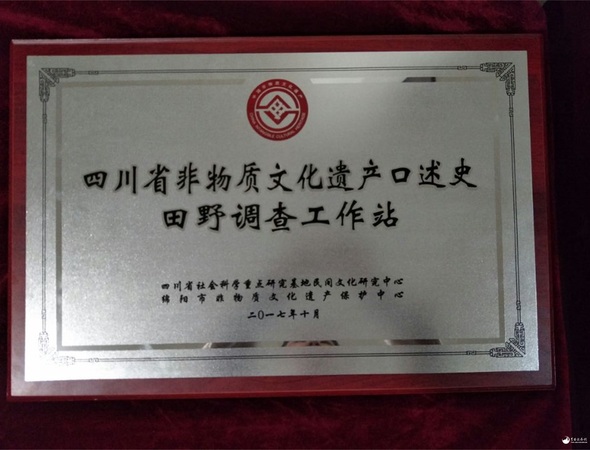 四川省非物质文化遗产口述史
田野调查工作站
四川省社会科学重点研究基地民间文化研究中心
绵阳市非物质文化遗产保护中心
二〇一七年十月